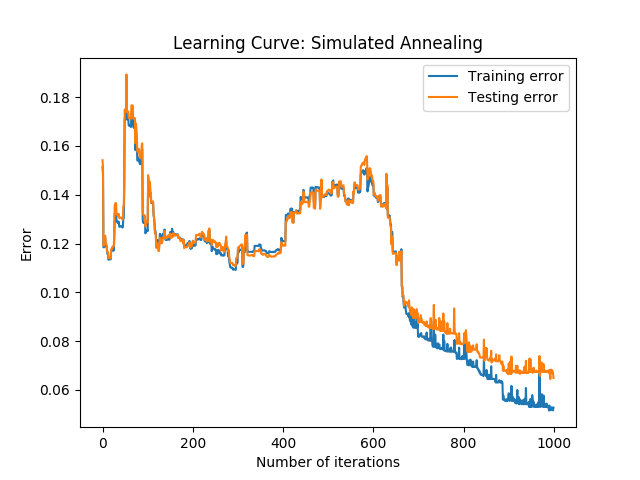 Learning Curve: Simulated Annealing
Training error
Testing error
Error
0.18
0.16
0.14
0.12
0.10
0.08
0.06
0 200 400 600 800 1000
Number of iterations